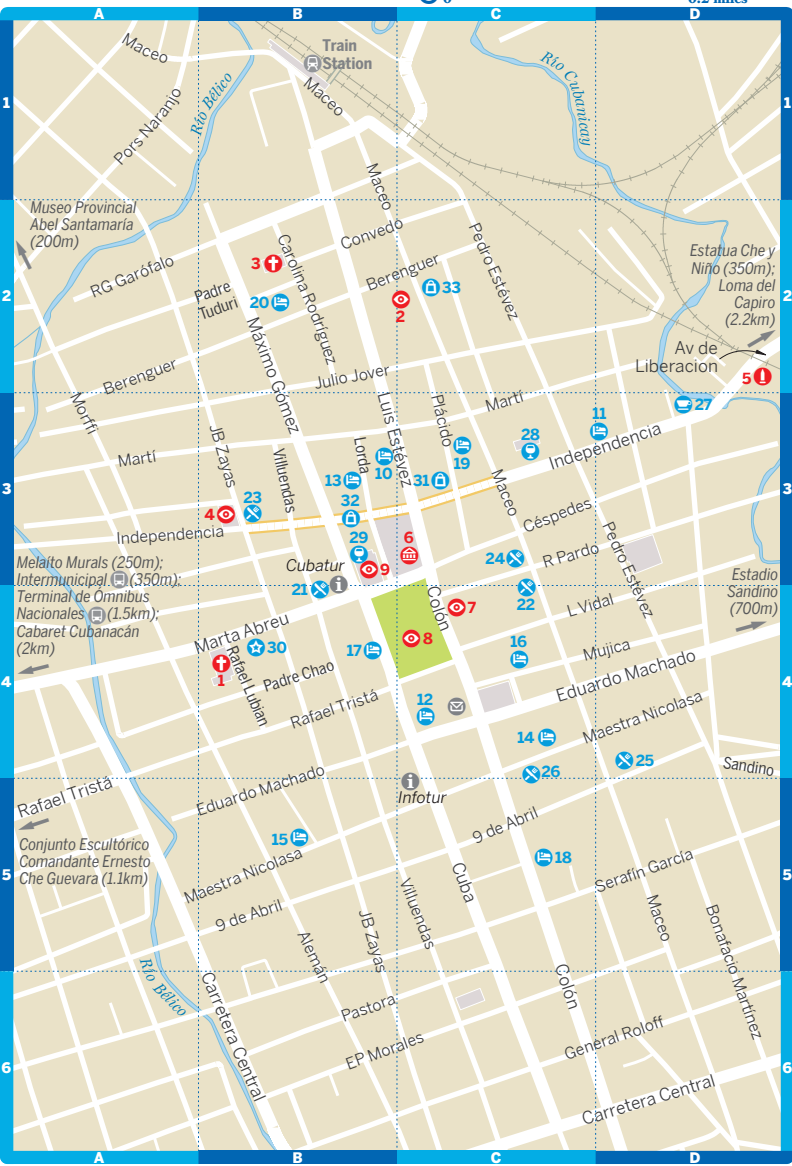 0
0.2 miles
A
B
C
D
1
Maceo
Train
Station
Maceo
Río Bélico
Pors Naranjo
Río Cubanicay
1
Maceo
Museo Provincial
Abel Santamaría
(200m)
Convedo
Pedro Estévez
Carolina Rodríguez
3
RG Garófalo
Berenguer
33
Estatua Che y
Niño (350m);
Loma del
Capiro
(2.2km)
2
Padre
Tuduri
20
2
2
Máximo Gómez
Av de
Liberacion
Berenguer
Julio Jover
5
Morffi
Luis Estévez
Plácido
Martí
27
11
JB Zayas
Martí
Villuendas
Lorda
10
19
28
Independencia
3
13
31
Maceo
3
4
23
32
Independencia
Céspedes
Pedro Estévez
29
6
24
R Pardo
Melaíto Murals (250m);
Intermunicipal (350m);
Terminal de Ómnibus
Nacionales (1.5km);
Cabaret Cubanacán
(2km)
Cubatur
9
21
22
Estadio
Sandino
(700m)
Colón
7
L Vidal
Marta Abreu
8
30
17
16
Mujica
1
Rafael Lubian
Padre Chao
Eduardo Machado
4
4
Rafael Tristá
12
Maestra Nicolasa
14
25
Sandino
26
Eduardo Machado
Infotur
Rafael Tristá
9 de Abril
15
Conjunto Escultórico
Comandante Ernesto
Che Guevara (1.1km)
18
5
Maestra Nicolasa
Cuba
Serafín García
5
9 de Abril
Villuendas
JB Zayas
Maceo
Bonafacio Martínez
Alemán
Río Bélico
Carretera Central
Colón
Pastora
General Roloff
EP Morales
6
6
Carretera Central
A
B
C
D